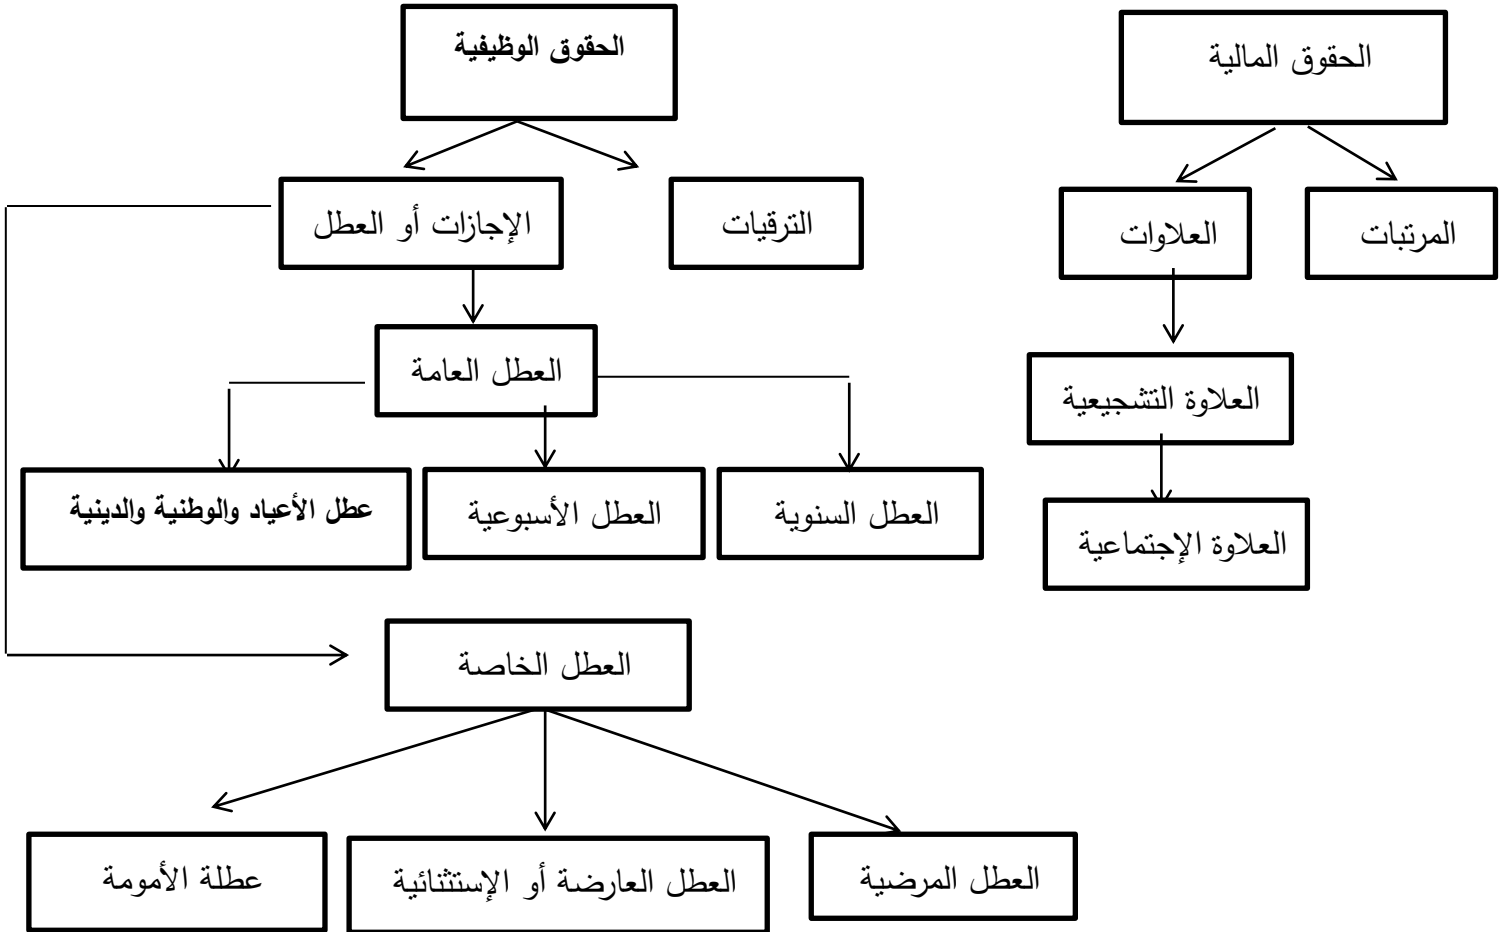 الحقوق المالية
الحقوق الوظيفية
المرتبات
العلاوات
الترقيات
الإجازات أو العطل
العلاوة التشجيعية
العطل العامة
العلاوة الإجتماعية
العطل السنوية
العطل الأسبوعية
عطل الأعياد والوطنية والدينية
العطل الخاصة
العطل المرضية
العطل العارضة أو الإستثنائية
عطلة الأمومة